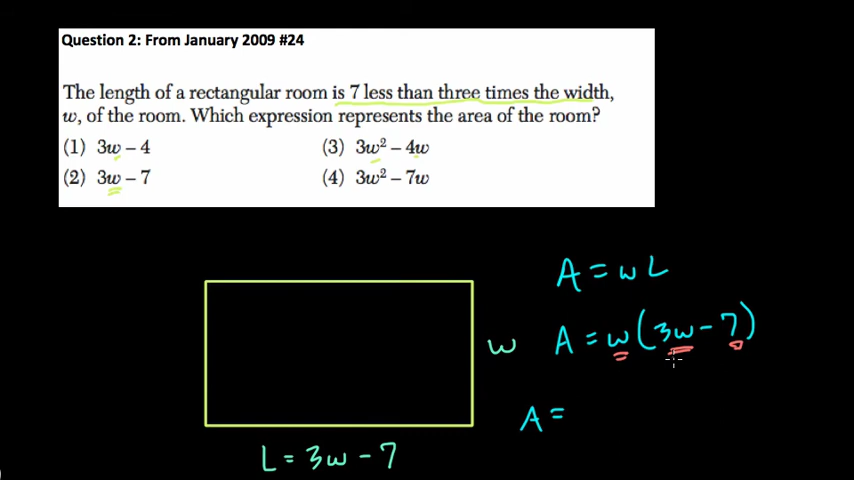 Question 2: From January 2009 #24
The length of a rectangular room is 7 less than three times the width,
w, of the room. Which expression represents the area of the room?
(1) 3w – 4 (3) 3w² – 4w
(2) 3w – 7 (4) 3w² – 7w
A = wL
A = w(3w - 7)
w
A =
L = 3w - 7